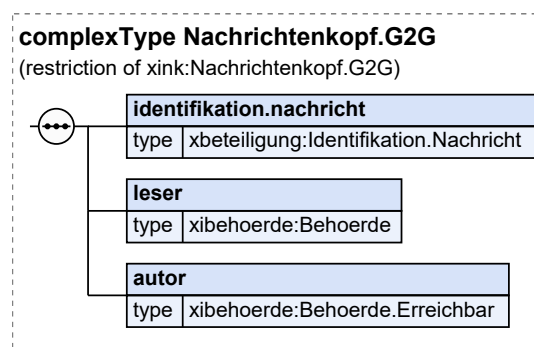 complexType Nachrichtenkopf.G2G
(restriction of xink:Nachrichtenkopf.G2G)
identifikation.nachricht
type xbeteiligung:Identifikation.Nachricht
leser
type xibehoerde:Behoerde
autor
type xibehoerde:Behoerde.Erreichbar